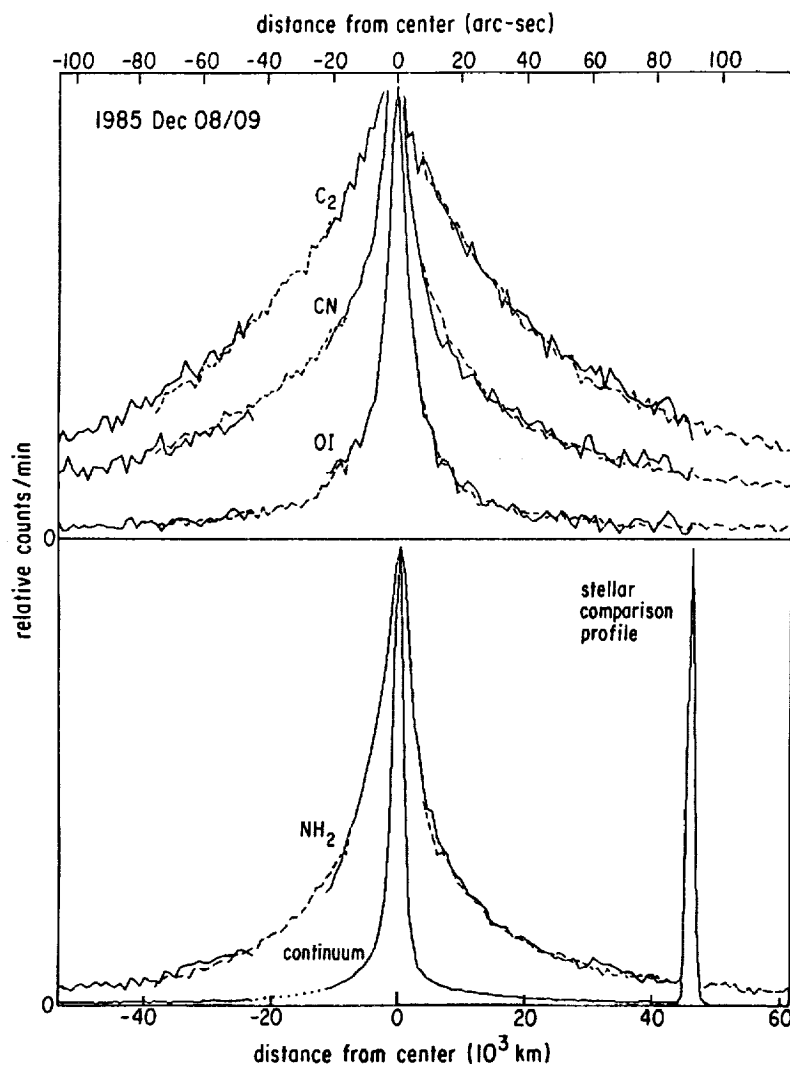 distance from center (arc-sec)
-100 -80 -60 -40 -20 0 20 40 60 80 100
1985 Dec 08/09
C₂
CN
OI
0
relative counts/min
stellar
comparison
profile
NH₂
continuum
0
-40 -20 0 20 40 60
distance from center (10³ km)